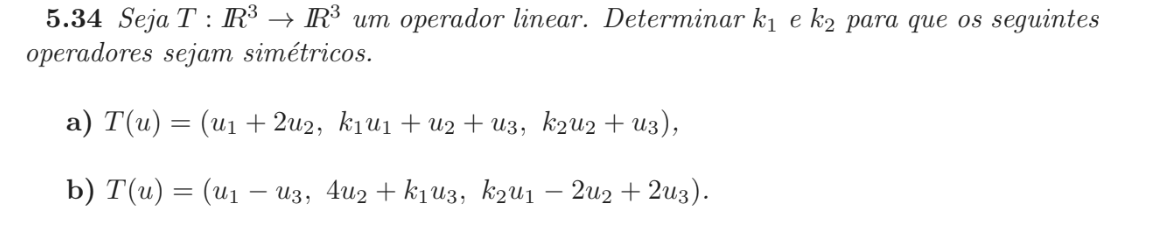 5.34 Seja T : ℝ³ → ℝ³ um operador linear. Determinar k₁ e k₂ para que os seguintes
operadores sejam simétricos.
a) T(u) = (u₁ + 2u₂, k₁u₁ + u₂ + u₃, k₂u₂ + u₃),
b) T(u) = (u₁ − u₃, 4u₂ + k₁u₃, k₂u₁ − 2u₂ + 2u₃).